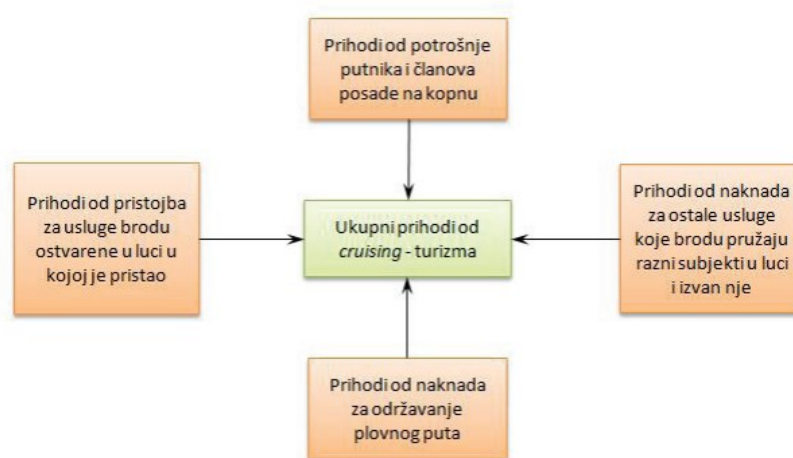 Prihodi od potrošnje
putnika i članova
posade na kopnu
Prihodi od pristojba
za usluge brodu
ostvarene u luci u
kojoj je pristao
Ukupni prihodi od
cruising - turizma
Prihodi od naknada
za ostale usluge
koje brodu pružaju
razni subjekti u luci
i izvan nje
Prihodi od naknada
za održavanje
plovnog puta